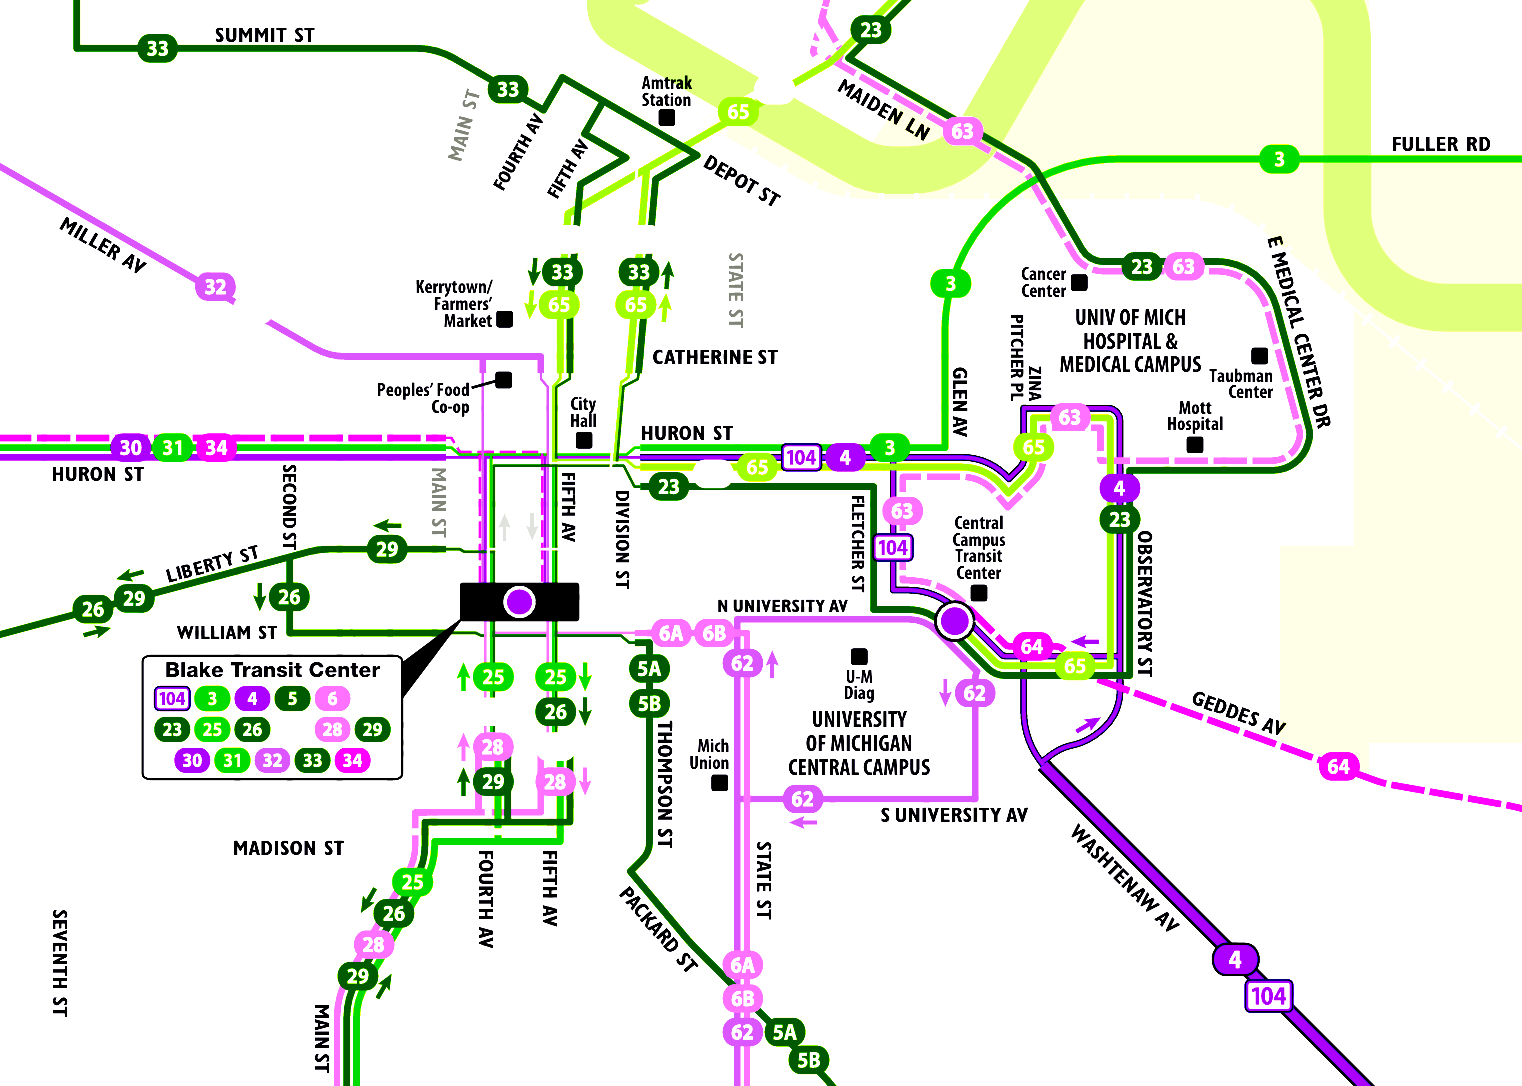 23
SUMMIT ST
33
33
Amtrak
Station
MAIN ST
FOURTH AV
FIFTH AV
65
DEPOT ST
MAIDEN LN
63
3
FULLER RD
MILLER AV
32
33
33
65
65
STATE ST
Kerrytown/
Farmers'
Market
CATHERINE ST
Peoples' Food
Co-op
City
Hall
3
Cancer
Center
23
63
E MEDICAL CENTER DR
UNIV OF MICH
HOSPITAL &
MEDICAL CAMPUS
PITCHER PL
ZINA
Taubman
Center
Mott
Hospital
GLEN AV
63
65
30
31
34
HURON ST
HURON ST
104
4
3
65
23
4
23
SECOND ST
MAIN ST
FIFTH AV
DIVISION ST
FLETCHER ST
63
104
Central
Campus
Transit
Center
OBSERVATORY ST
29
LIBERTY ST
29
26
26
WILLIAM ST
N UNIVERSITY AV
6A
6B
62
64
65
62
GEDDES AV
64
Blake Transit Center
104
3
4
5
6
23
25
26
28
29
30
31
32
33
34
25
25
26
5A
5B
28
29
28
THOMPSON ST
U-M
Diag
UNIVERSITY
OF MICHIGAN
CENTRAL CAMPUS
Mich
Union
62
S UNIVERSITY AV
MADISON ST
FOURTH AV
FIFTH AV
STATE ST
WASHTENAW AV
25
26
28
29
PACKARD ST
SEVENTH ST
MAIN ST
6A
6B
62
5A
5B
4
104